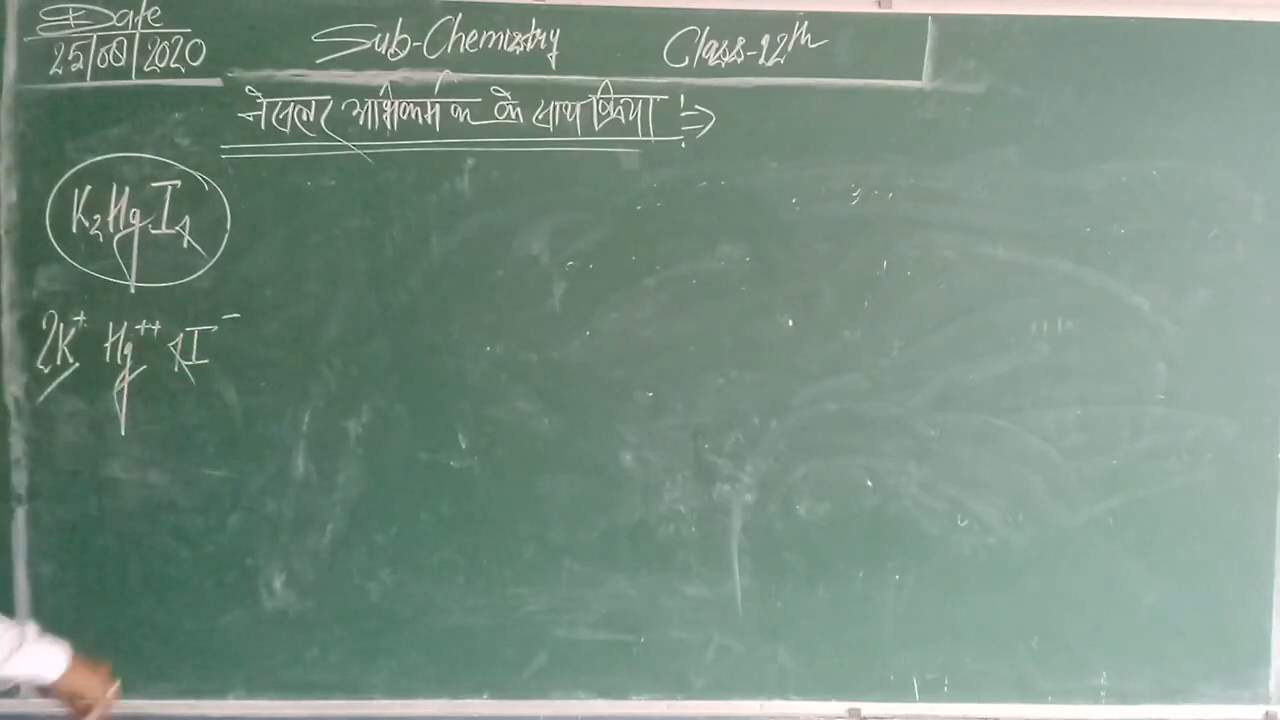 Date
25/08/2020 Sub-Chemistry Class-12th
नेसलर अभिकर्मक के साथ क्रिया :⇒
K₂HgI₄
2K⁺ Hg⁺⁺ 4I⁻